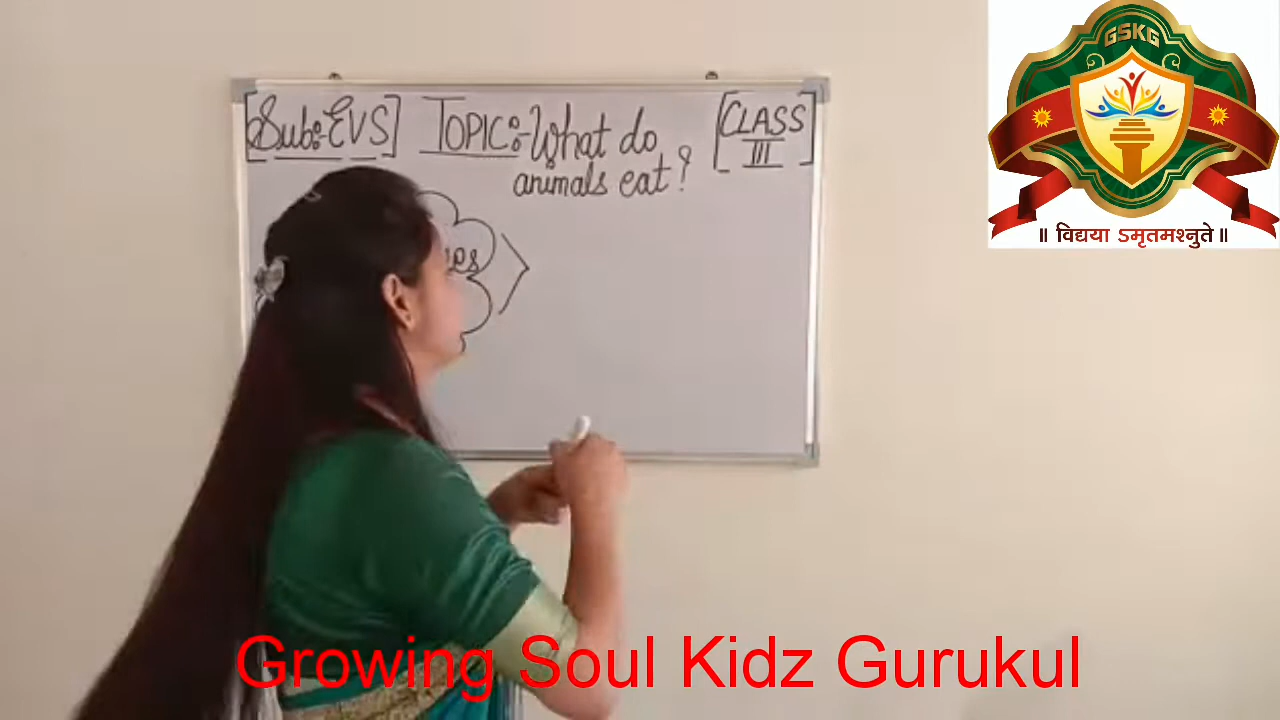 [Sub:-EVS] TOPIC:- What do [CLASS
animals eat? III]
GSKG
॥ विद्यया ऽमृतमश्नुते ॥
Growing Soul Kidz Gurukul